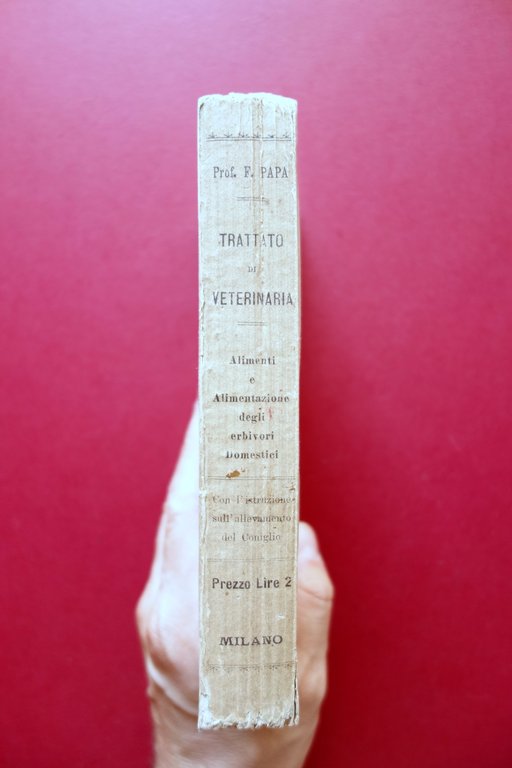 Prof. F. PAPA
TRATTATO
DI
VETERINARIA
Alimenti
e
Alimentazione
degli
erbivori
Domestici
Con l'istruzione
sull'allevamento
del Coniglio
Prezzo Lire 2
MILANO